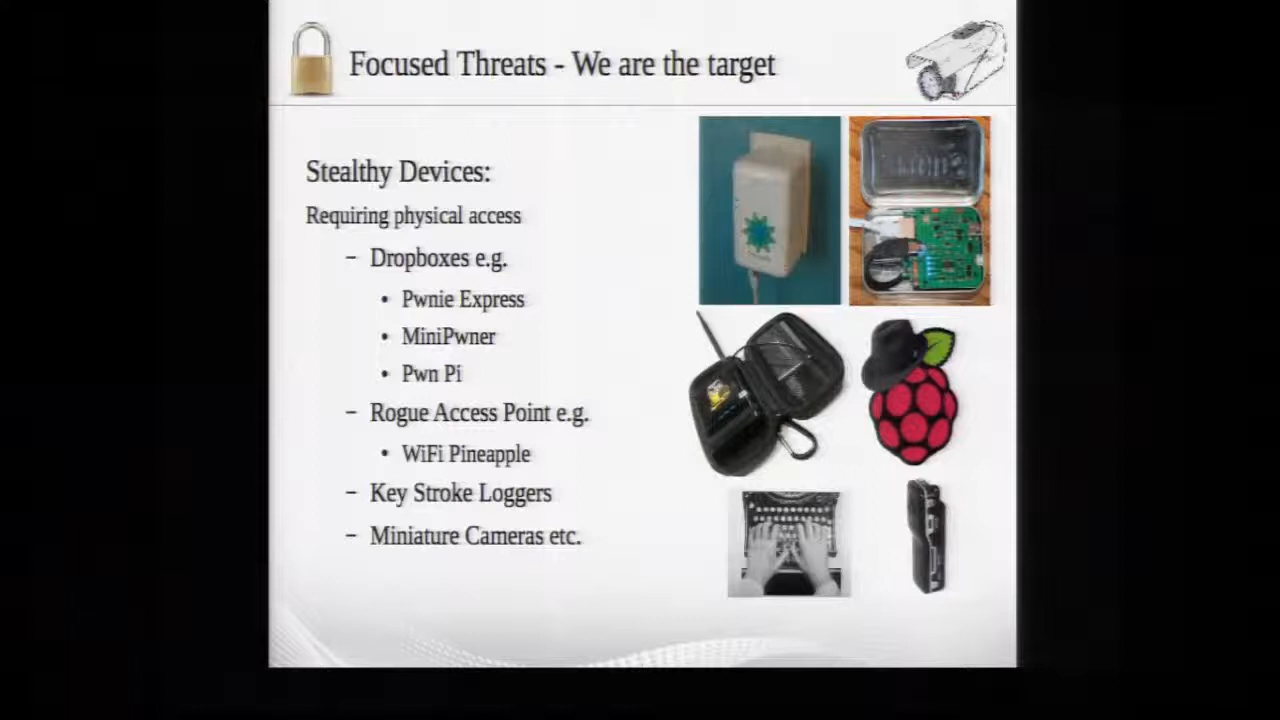 Focused Threats - We are the target
Stealthy Devices:
Requiring physical access
– Dropboxes e.g.
• Pwnie Express
• MiniPwner
• Pwn Pi
– Rogue Access Point e.g.
• WiFi Pineapple
– Key Stroke Loggers
– Miniature Cameras etc.